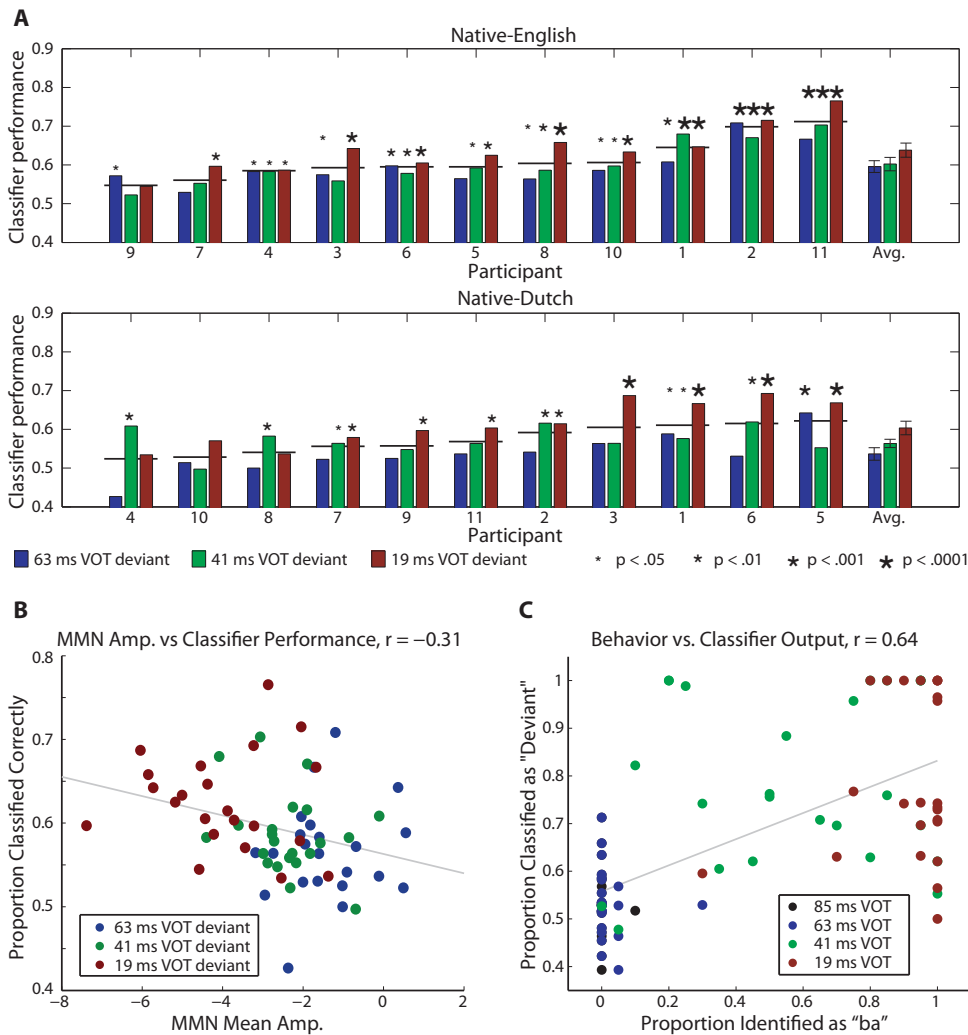 A
Native-English
Classifier performance
0.9
0.8
0.7
0.6
0.5
0.4
* * * * * * * * * * * * * * * * * * * * * * * * * *
9 7 4 3 6 5 8 10 1 2 11 Avg.
Participant
Native-Dutch
Classifier performance
0.9
0.8
0.7
0.6
0.5
0.4
* * * * * * * * * * * * * * *
4 10 8 7 9 11 2 3 1 6 5 Avg.
Participant
63 ms VOT deviant 41 ms VOT deviant 19 ms VOT deviant * p < .05 * p < .01 * p < .001 * p < .0001
B
MMN Amp. vs Classifier Performance, r = −0.31
Proportion Classified Correctly
0.8
0.7
0.6
0.5
0.4
63 ms VOT deviant
41 ms VOT deviant
19 ms VOT deviant
−8 −6 −4 −2 0 2
MMN Mean Amp.
C
Behavior vs. Classifier Output, r = 0.64
Proportion Classified as "Deviant"
1
0.9
0.8
0.7
0.6
0.5
0.4
85 ms VOT
63 ms VOT
41 ms VOT
19 ms VOT
0 0.2 0.4 0.6 0.8 1
Proportion Identified as “ba”